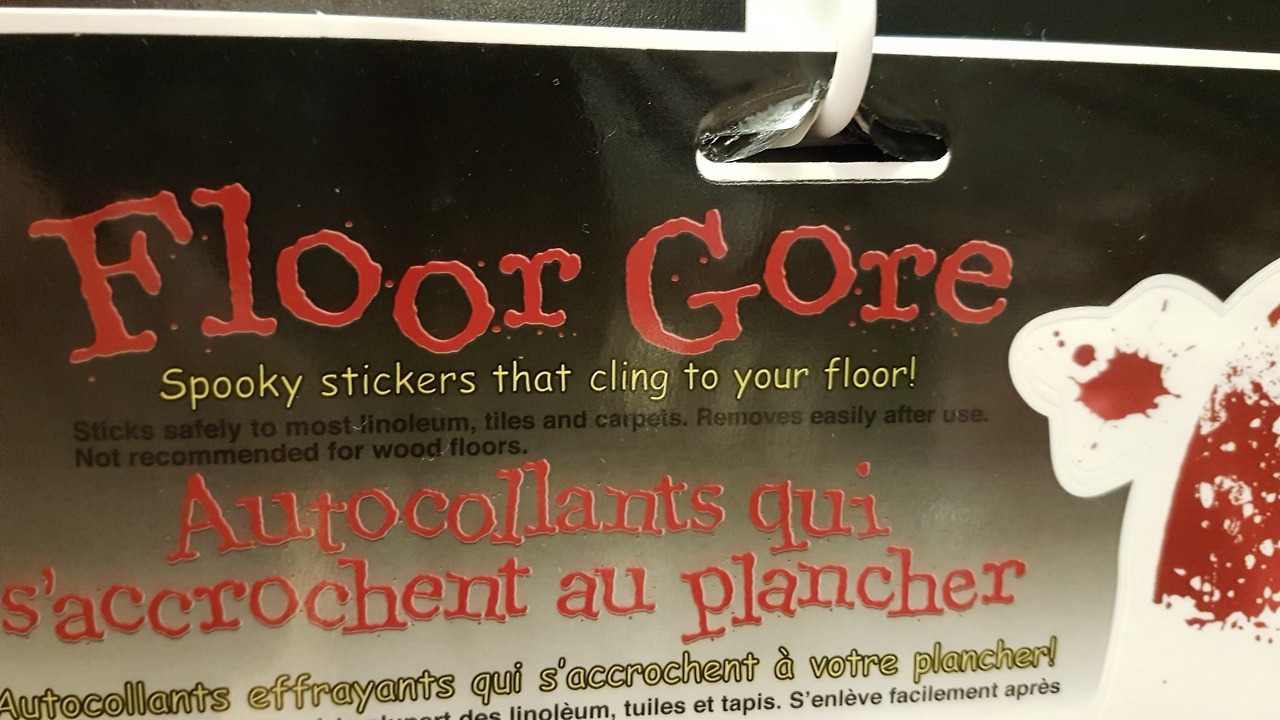 Floor Gore
Spooky stickers that cling to your floor!
Sticks safely to most linoleum, tiles and carpets. Removes easily after use.
Not recommended for wood floors.
Autocollants qui
s'accrochent au plancher
Autocollants effrayants qui s'accrochent à votre plancher!
des linolèum, tuiles et tapis. S'enlève facilement après